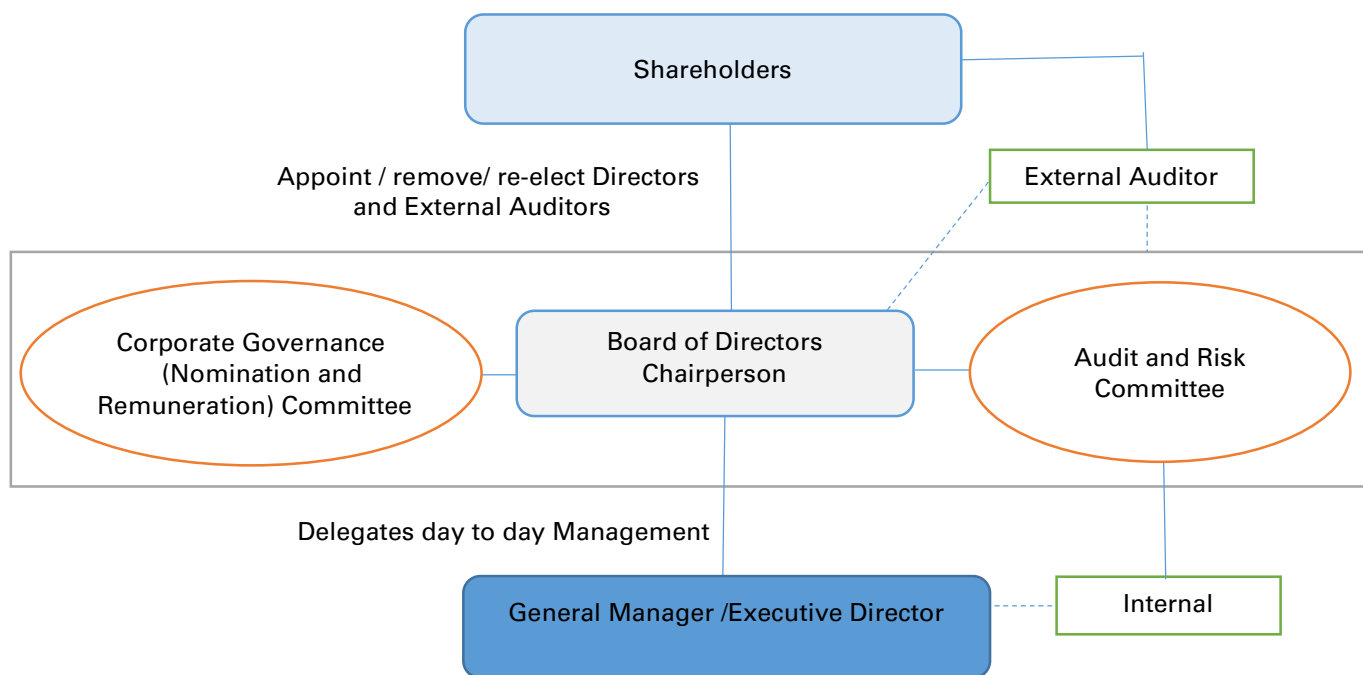 Shareholders
External Auditor
Appoint / remove/ re-elect Directors
and External Auditors
Corporate Governance
(Nomination and
Remuneration) Committee
Board of Directors
Chairperson
Audit and Risk
Committee
Delegates day to day Management
General Manager /Executive Director
Internal